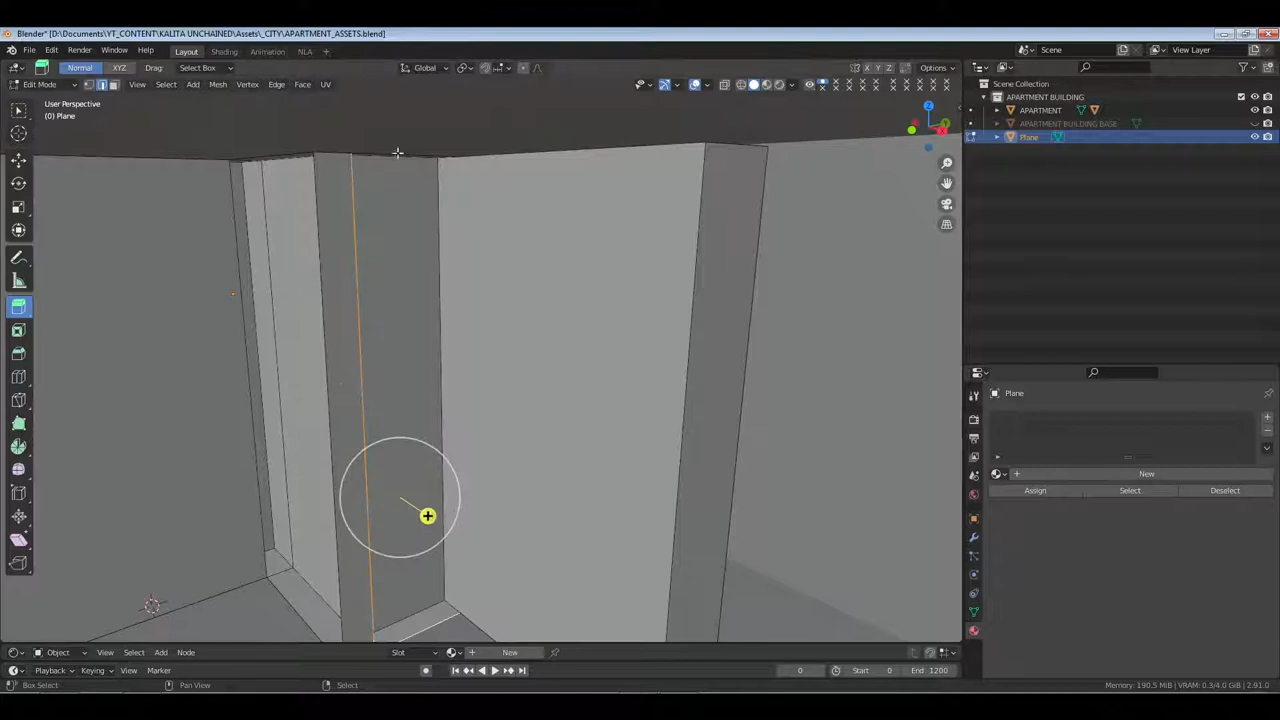 Blender* [D:\Documents\YT_CONTENT\KALITA UNCHAINED\Assets\_CITY\APARTMENT_ASSETS.blend]
File Edit Render Window Help Layout Shading Animation NLA + Scene View Layer
Normal XYZ Drag: Select Box Global X Y Z Options
Edit Mode View Select Add Mesh Vertex Edge Face UV
User Perspective
(0) Plane
Scene Collection
APARTMENT BUILDING
APARTMENT
APARTMENT BUILDING BASE
Plane
Plane
New
Assign Select Deselect
Object View Select Add Node Slot New
Playback Keying View Marker 0 Start 0 End 1200
Box Select Pan View Select Memory: 190.5 MiB | VRAM: 0.3/4.0 GiB | 2.91.0